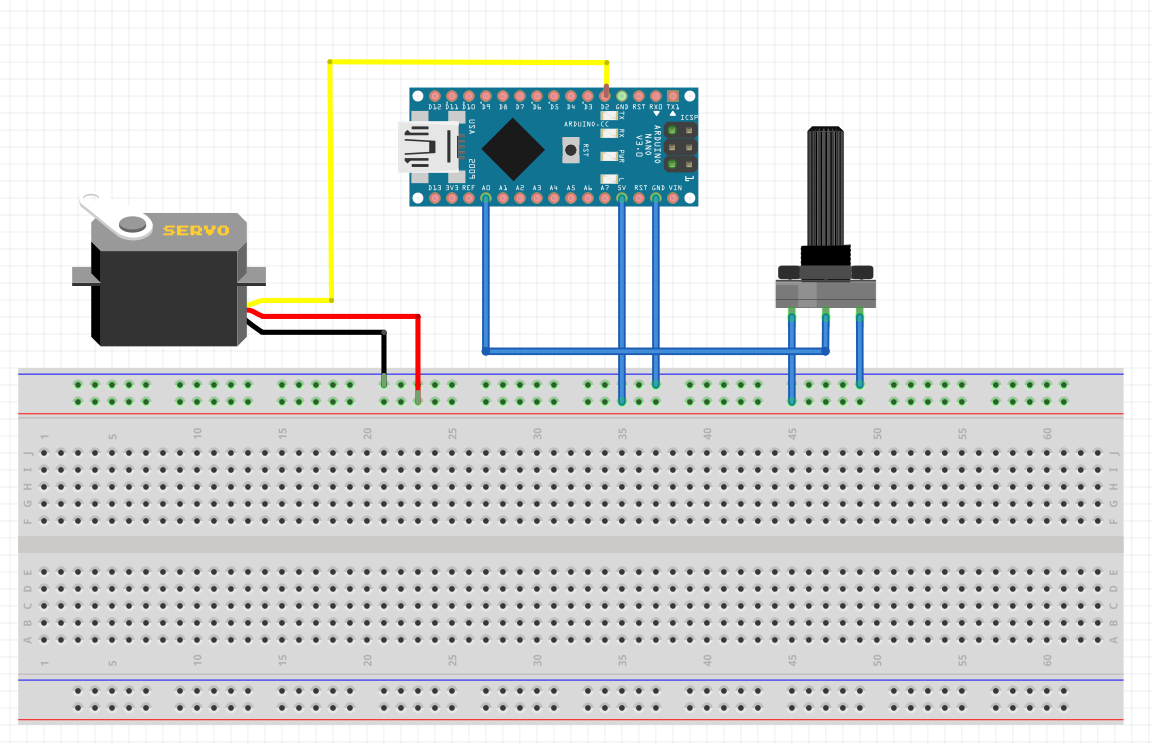 D12 D11 D10 D9 D8 D7 D6 D5 D4 D3 D2 GND RST RX0 TX1
ICSP
ARDUINO.CC
TX
RX
PWR
L
ARDUINO
NANO
V3.0
USA
2009
RST
1
D13 3V3 REF A0 A1 A2 A3 A4 A5 A6 A7 5V RST GND VIN
SERVO
1 5 10 15 20 25 30 35 40 45 50 55 60
J J
I I
H H
G G
F F
E E
D D
C C
B B
A A
1 5 10 15 20 25 30 35 40 45 50 55 60